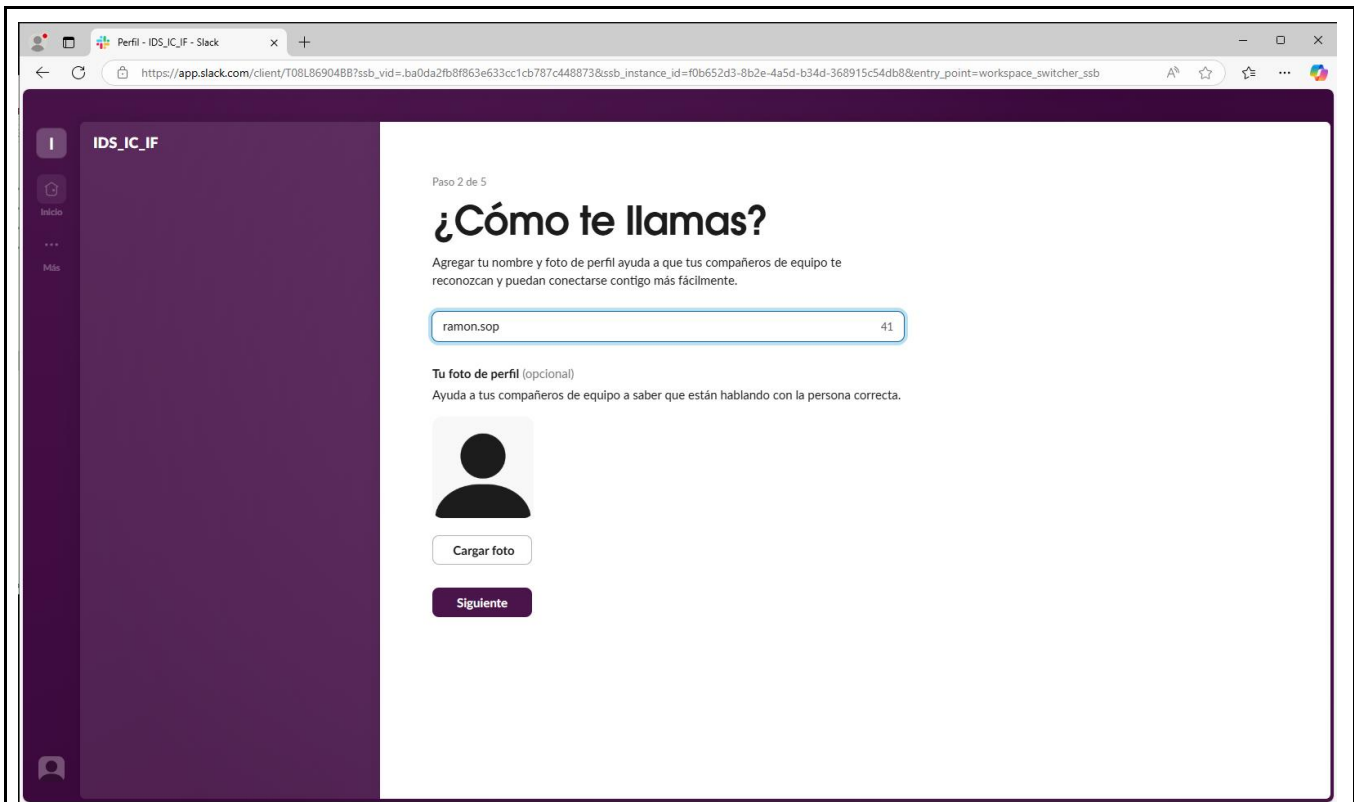 Perfil - IDS_IC_IF - Slack
https://app.slack.com/client/T08L86904BB?ssb_vid=.ba0da2fb8f863e633cc1cb787c448873&ssb_instance_id=f0b652d3-8b2e-4a5d-b34d-368915c54db8&entry_point=workspace_switcher_ssb
I
IDS_IC_IF
Inicio
Más
Paso 2 de 5
¿Cómo te llamas?
Agregar tu nombre y foto de perfil ayuda a que tus compañeros de equipo te
reconozcan y puedan conectarse contigo más fácilmente.
ramon.sop 41
Tu foto de perfil (opcional)
Ayuda a tus compañeros de equipo a saber que están hablando con la persona correcta.
Cargar foto
Siguiente